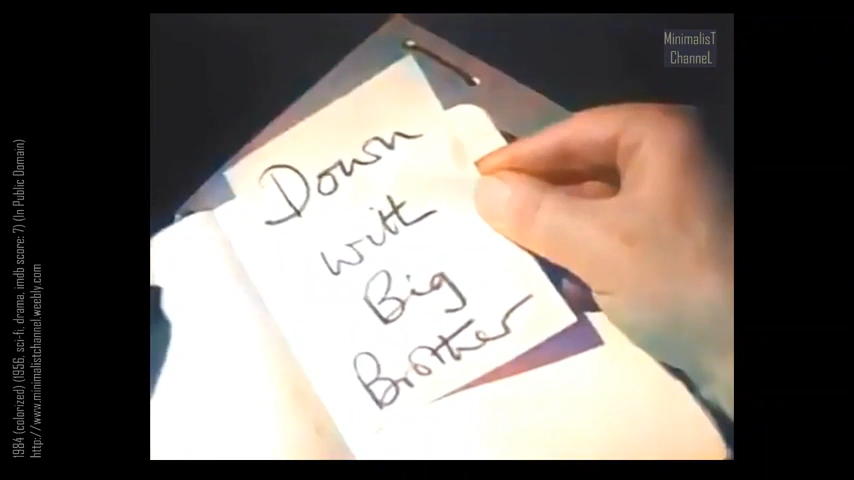 MinimalisT
ChanneL
Down
with
Big
Brother
1984 (colorized) (1956, sci-fi, drama, imdb score: 7) (In Public Domain)
http://www.minimalistchannel.weebly.com